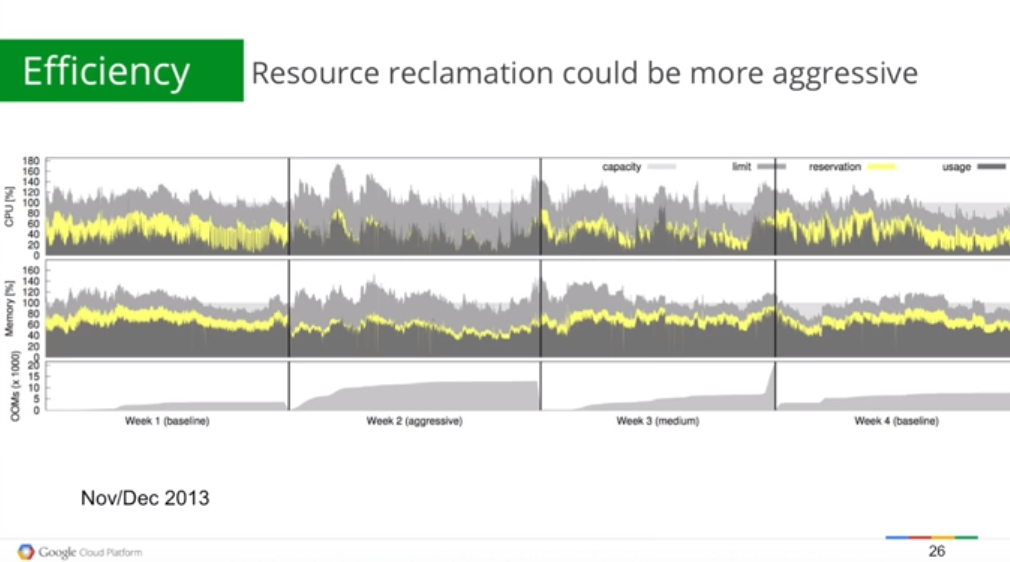 Efficiency
Resource reclamation could be more aggressive
capacity limit reservation usage
CPU [%]
180
160
140
120
100
80
60
40
20
0
Memory [%]
160
140
120
100
80
60
40
20
0
OOMs (x 1000)
20
15
10
5
0
Week 1 (baseline) Week 2 (aggressive) Week 3 (medium) Week 4 (baseline)
Nov/Dec 2013
Google Cloud Platform
26